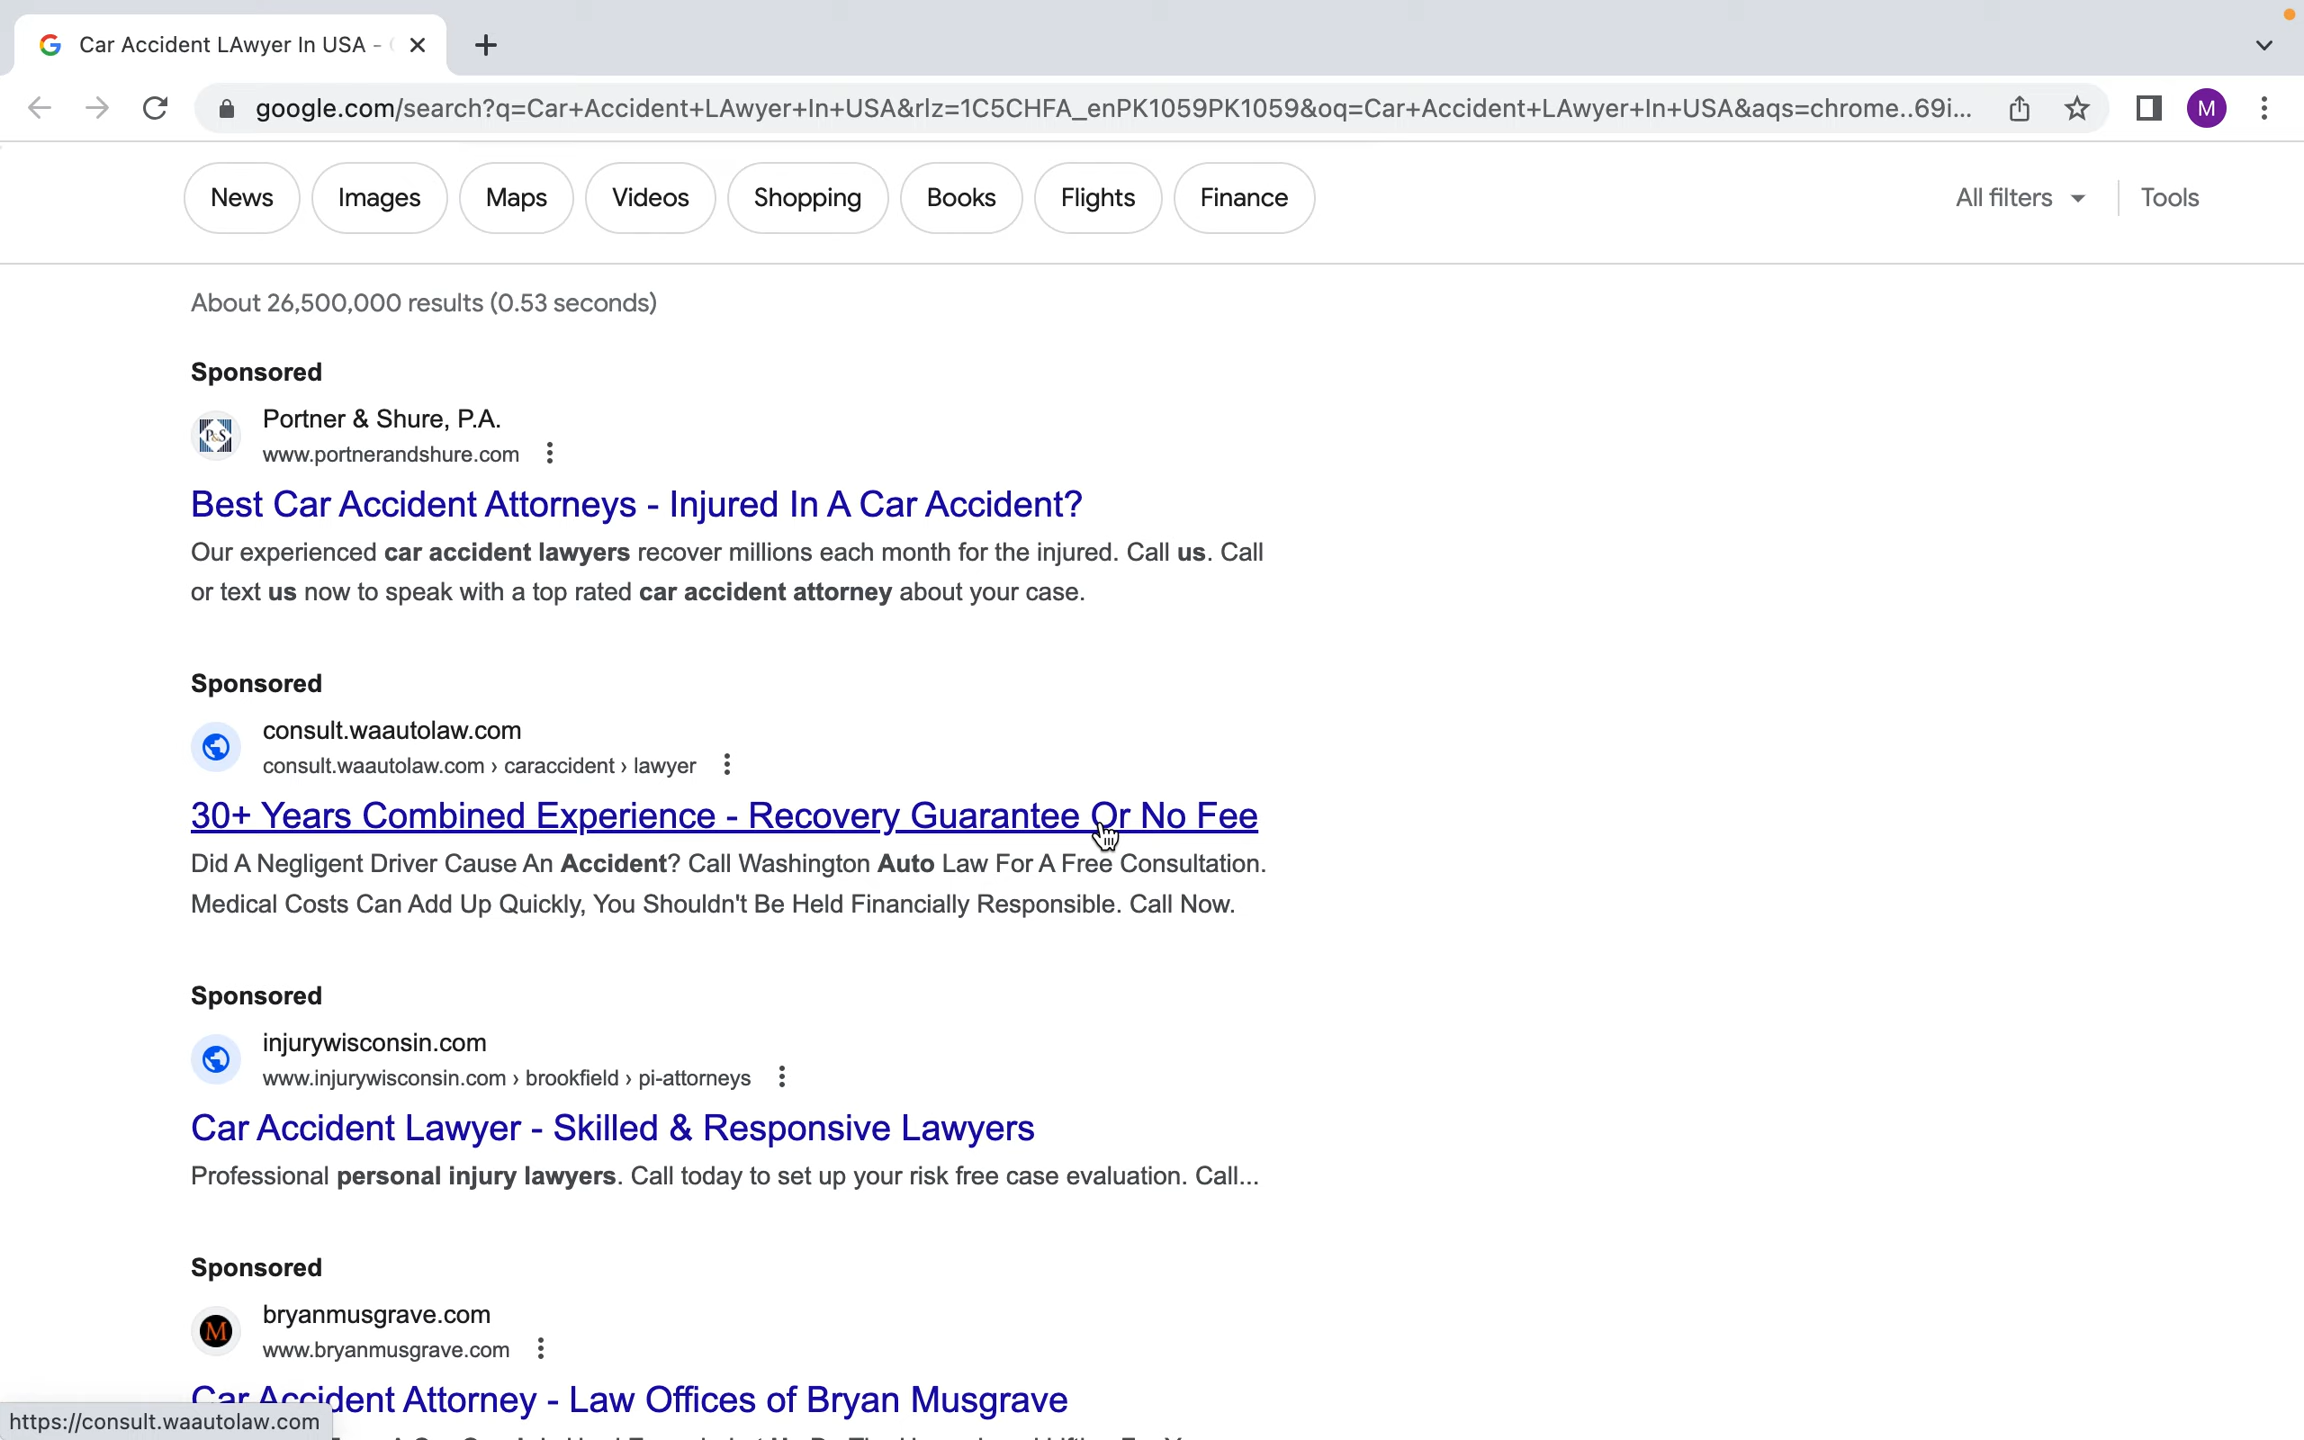 Car Accident LAwyer In USA -
google.com/search?q=Car+Accident+LAwyer+In+USA&rlz=1C5CHFA_enPK1059PK1059&oq=Car+Accident+LAwyer+In+USA&aqs=chrome..69i...
M
News Images Maps Videos Shopping Books Flights Finance All filters Tools
About 26,500,000 results (0.53 seconds)
Sponsored
P&S
Portner & Shure, P.A.
www.portnerandshure.com
Best Car Accident Attorneys - Injured In A Car Accident?
Our experienced car accident lawyers recover millions each month for the injured. Call us. Call
or text us now to speak with a top rated car accident attorney about your case.
Sponsored
consult.waautolaw.com
consult.waautolaw.com › caraccident › lawyer
30+ Years Combined Experience - Recovery Guarantee Or No Fee
Did A Negligent Driver Cause An Accident? Call Washington Auto Law For A Free Consultation.
Medical Costs Can Add Up Quickly, You Shouldn't Be Held Financially Responsible. Call Now.
Sponsored
injurywisconsin.com
www.injurywisconsin.com › brookfield › pi-attorneys
Car Accident Lawyer - Skilled & Responsive Lawyers
Professional personal injury lawyers. Call today to set up your risk free case evaluation. Call...
Sponsored
M
bryanmusgrave.com
www.bryanmusgrave.com
Car Accident Attorney - Law Offices of Bryan Musgrave
https://consult.waautolaw.com